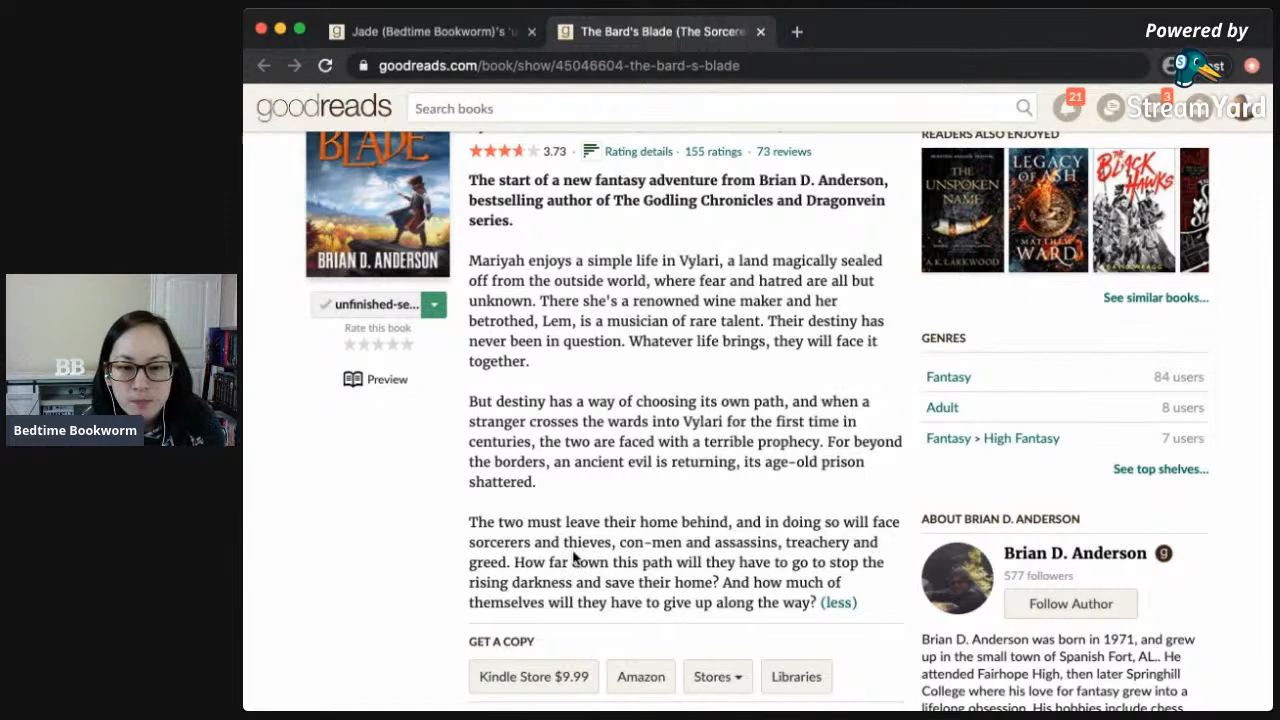 Powered by
StreamYard
Jade (Bedtime Bookworm)'s 'u
The Bard's Blade (The Sorcere
goodreads.com/book/show/45046604-the-bard-s-blade
goodreads
Search books
21
3
BLADE
BRIAN D. ANDERSON
unfinished-se...
Rate this book
Preview
3.73 · Rating details · 155 ratings · 73 reviews
The start of a new fantasy adventure from Brian D. Anderson,
bestselling author of The Godling Chronicles and Dragonvein
series.
Mariyah enjoys a simple life in Vylari, a land magically sealed
off from the outside world, where fear and hatred are all but
unknown. There she's a renowned wine maker and her
betrothed, Lem, is a musician of rare talent. Their destiny has
never been in question. Whatever life brings, they will face it
together.
But destiny has a way of choosing its own path, and when a
stranger crosses the wards into Vylari for the first time in
centuries, the two are faced with a terrible prophecy. For beyond
the borders, an ancient evil is returning, its age-old prison
shattered.
The two must leave their home behind, and in doing so will face
sorcerers and thieves, con-men and assassins, treachery and
greed. How far down this path will they have to go to stop the
rising darkness and save their home? And how much of
themselves will they have to give up along the way? (less)
GET A COPY
Kindle Store $9.99
Amazon
Stores
Libraries
READERS ALSO ENJOYED
THE
UNSPOKEN
NAME
A.K. LARKWOOD
LEGACY
OF ASH
MATTHEW
WARD
THE
BLACK
HAWKS
See similar books...
GENRES
Fantasy 84 users
Adult 8 users
Fantasy > High Fantasy 7 users
See top shelves...
ABOUT BRIAN D. ANDERSON
Brian D. Anderson g
577 followers
Follow Author
Brian D. Anderson was born in 1971, and grew
up in the small town of Spanish Fort, AL.. He
attended Fairhope High, then later Springhill
College where his love for fantasy grew into a
lifelong obsession. His hobbies include chess,
BB
Bedtime Bookworm